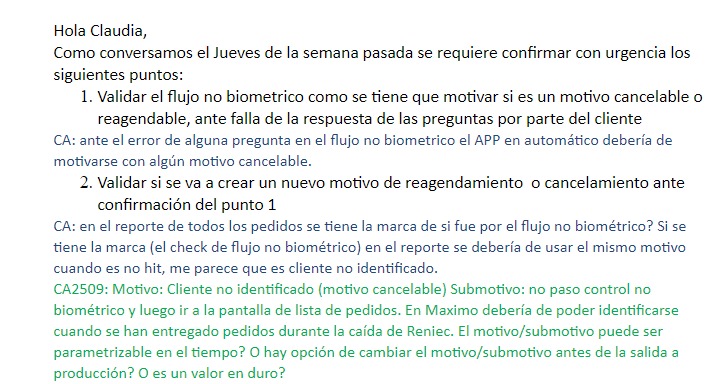 Hola Claudia,
Como conversamos el Jueves de la semana pasada se requiere confirmar con urgencia los
siguientes puntos:
1. Validar el flujo no biometrico como se tiene que motivar si es un motivo cancelable o
reagendable, ante falla de la respuesta de las preguntas por parte del cliente
CA: ante el error de alguna pregunta en el flujo no biometrico el APP en automático debería de
motivarse con algún motivo cancelable.
2. Validar si se va a crear un nuevo motivo de reagendamiento o cancelamiento ante
confirmación del punto 1
CA: en el reporte de todos los pedidos se tiene la marca de si fue por el flujo no biométrico? Si se
tiene la marca (el check de flujo no biométrico) en el reporte se debería de usar el mismo motivo
cuando es no hit, me parece que es cliente no identificado.
CA2509: Motivo: Cliente no identificado (motivo cancelable) Submotivo: no paso control no
biométrico y luego ir a la pantalla de lista de pedidos. En Maximo debería de poder identificarse
cuando se han entregado pedidos durante la caída de Reniec. El motivo/submotivo puede ser
parametrizable en el tiempo? O hay opción de cambiar el motivo/submotivo antes de la salida a
producción? O es un valor en duro?